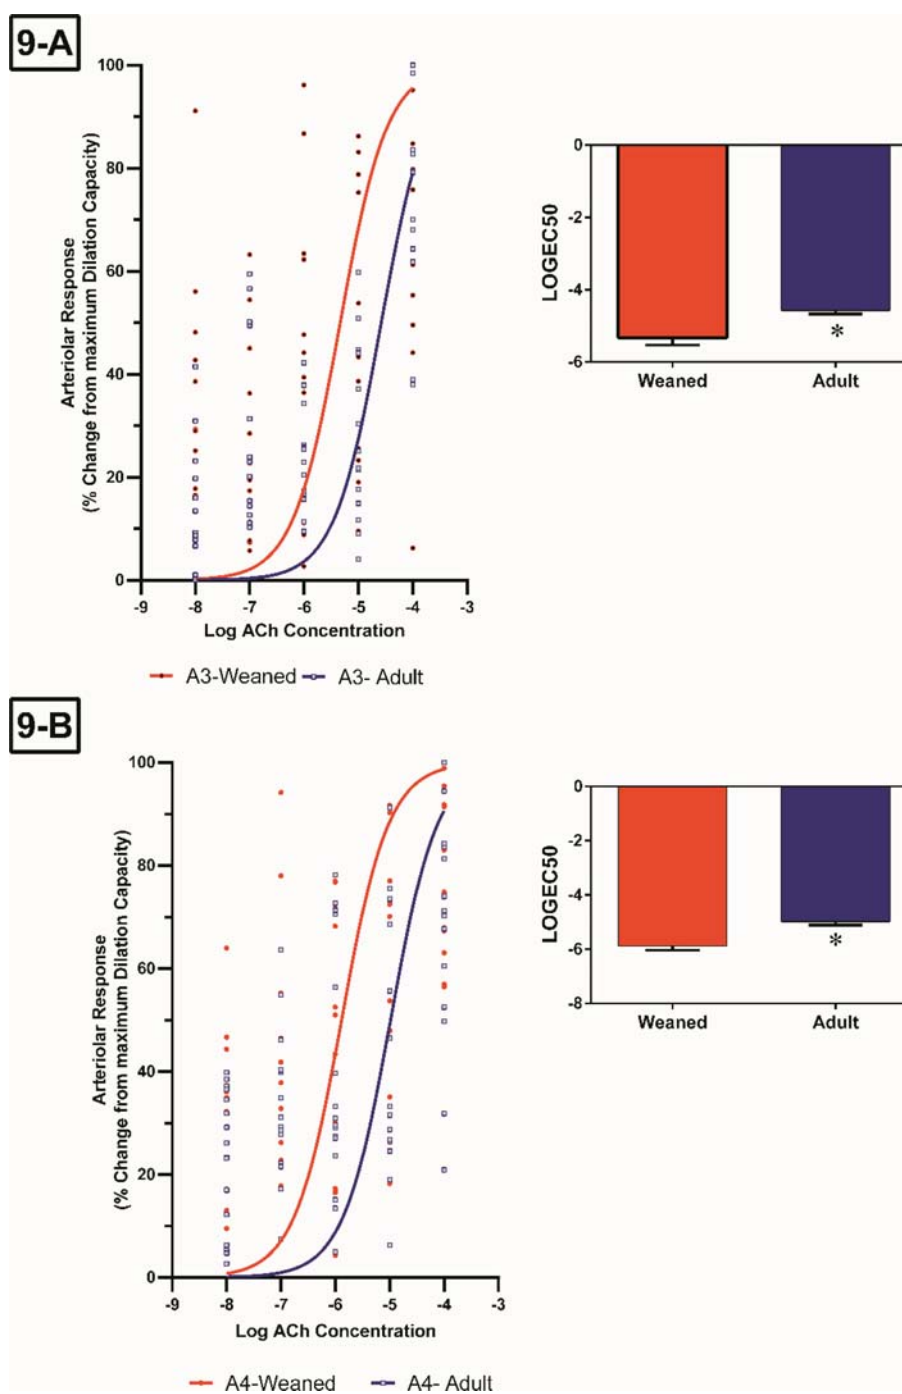 9-A
Arteriolar Response
(% Change from maximum Dilation Capacity)
100
80
60
40
20
0
-9
-8
-7
-6
-5
-4
-3
Log ACh Concentration
A3-Weaned
A3- Adult
LOGEC50
0
-2
-4
-6
*
Weaned
Adult
9-B
Arteriolar Response
(% Change from maximum Dilation Capacity)
100
80
60
40
20
0
-9
-8
-7
-6
-5
-4
-3
Log ACh Concentration
A4-Weaned
A4- Adult
LOGEC50
0
-2
-4
-6
-8
*
Weaned
Adult